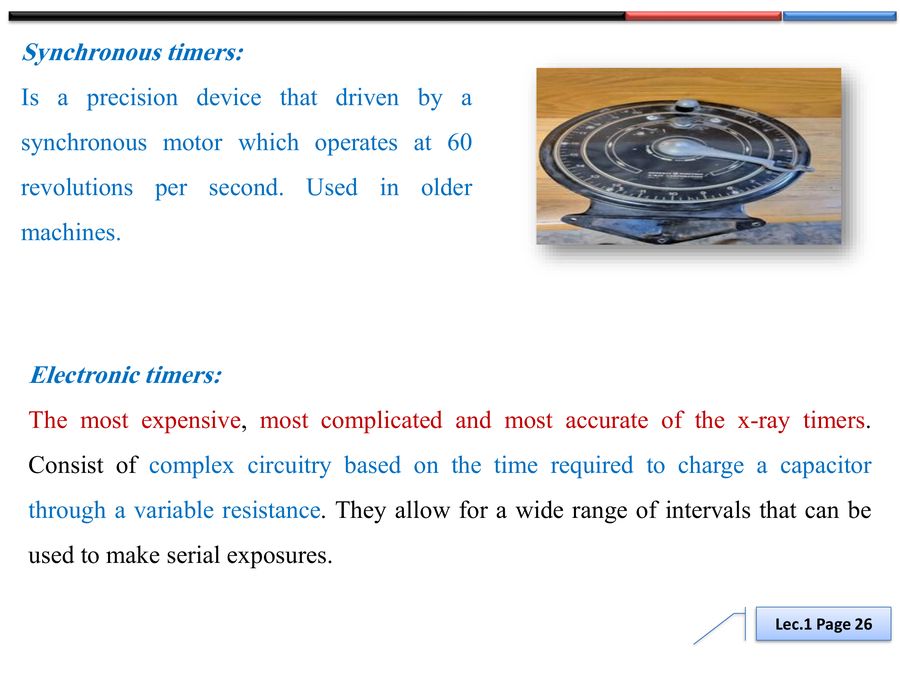 Synchronous timers:
Is a precision device that driven by a
synchronous motor which operates at 60
revolutions per second. Used in older
machines.
Electronic timers:
The most expensive, most complicated and most accurate of the x-ray timers.
Consist of complex circuitry based on the time required to charge a capacitor
through a variable resistance. They allow for a wide range of intervals that can be
used to make serial exposures.
Lec.1 Page 26